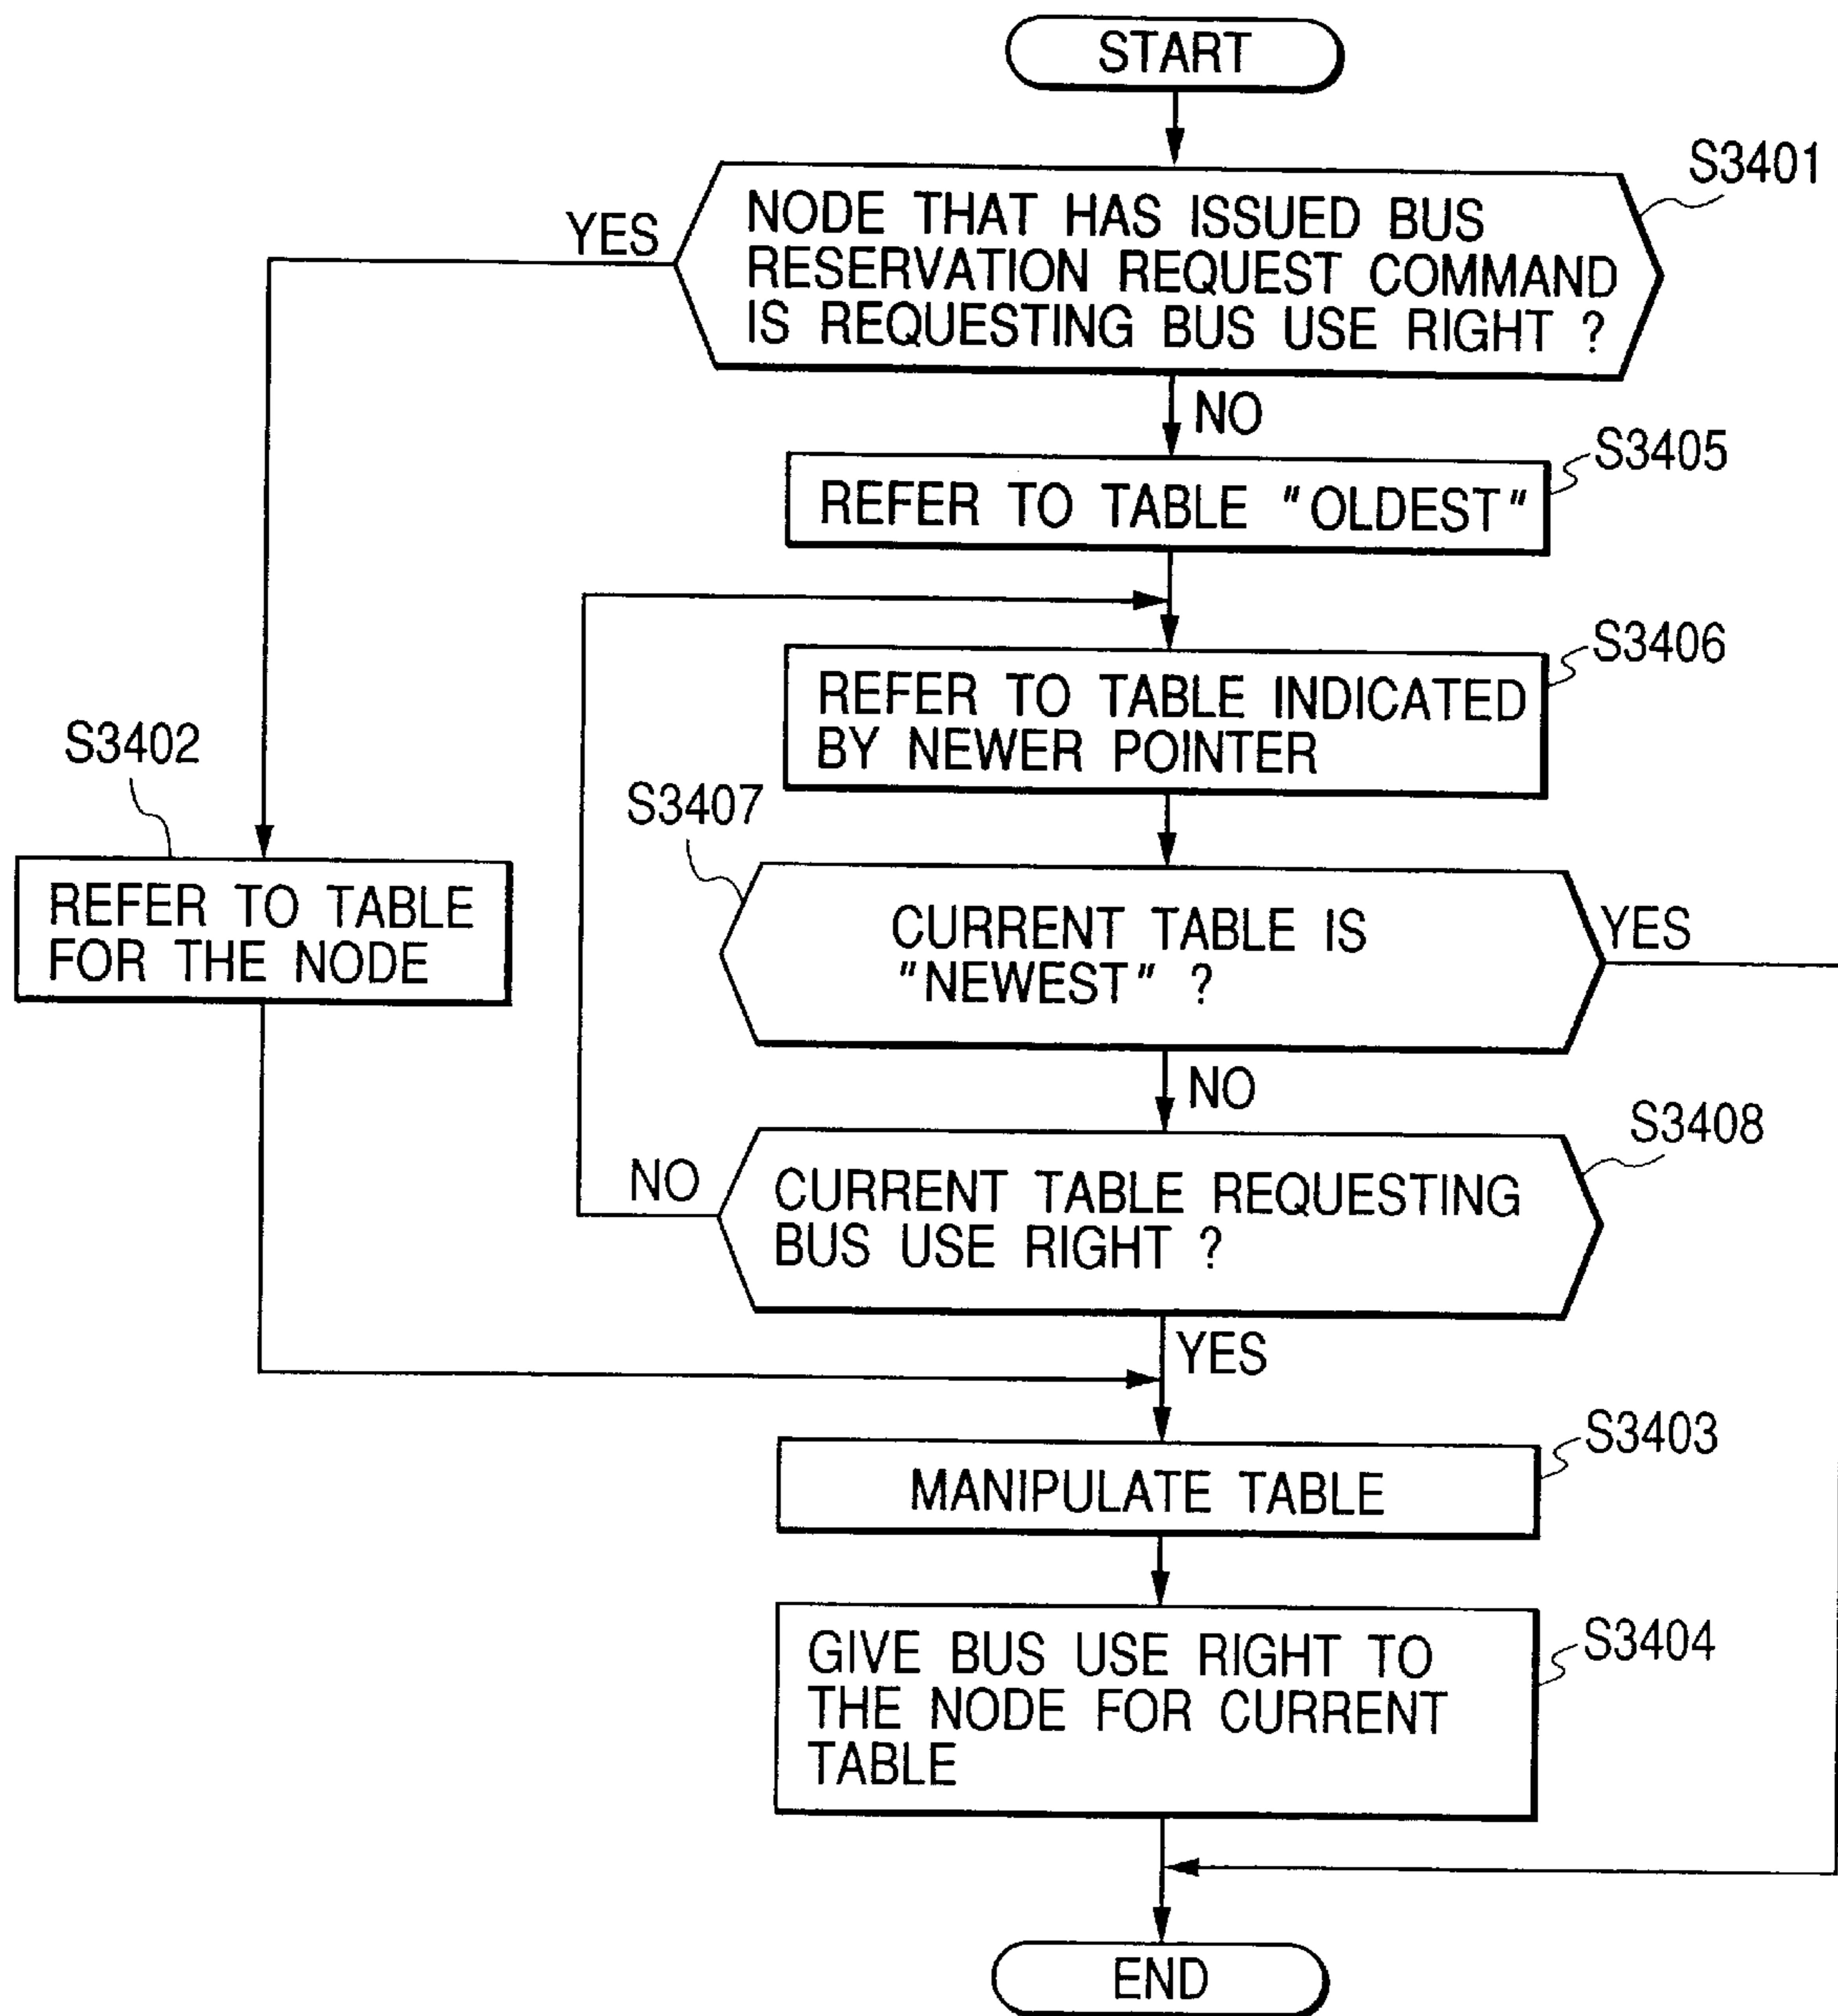 START
S3401
YES
NODE THAT HAS ISSUED BUS
RESERVATION REQUEST COMMAND
IS REQUESTING BUS USE RIGHT ?
NO
S3405
REFER TO TABLE "OLDEST"
S3406
REFER TO TABLE INDICATED
BY NEWER POINTER
S3402
S3407
REFER TO TABLE
FOR THE NODE
CURRENT TABLE IS
"NEWEST" ?
YES
NO
S3408
NO
CURRENT TABLE REQUESTING
BUS USE RIGHT ?
YES
S3403
MANIPULATE TABLE
S3404
GIVE BUS USE RIGHT TO
THE NODE FOR CURRENT
TABLE
END